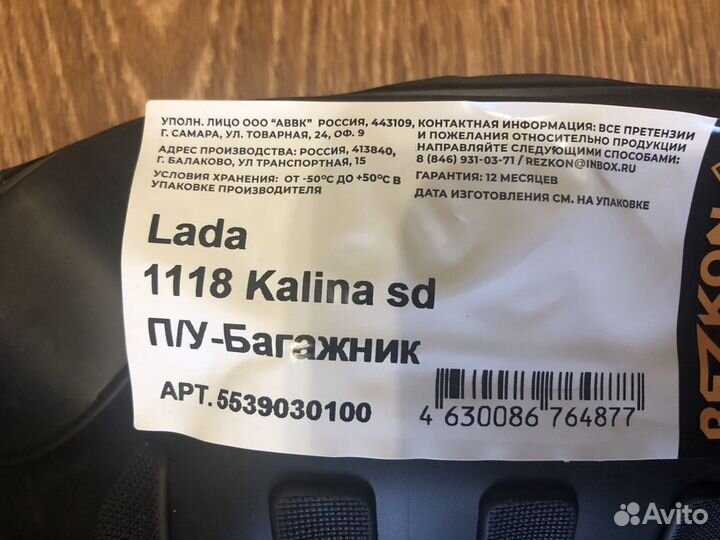 УПОЛН. ЛИЦО ООО "АВВК" РОССИЯ, 443109,
Г. САМАРА, УЛ. ТОВАРНАЯ, 24, ОФ. 9
АДРЕС ПРОИЗВОДСТВА: РОССИЯ, 413840,
Г. БАЛАКОВО, УЛ ТРАНСПОРТНАЯ, 15
УСЛОВИЯ ХРАНЕНИЯ: ОТ -50°С ДО +50°С В
УПАКОВКЕ ПРОИЗВОДИТЕЛЯ
КОНТАКТНАЯ ИНФОРМАЦИЯ: ВСЕ ПРЕТЕНЗИИ
И ПОЖЕЛАНИЯ ОТНОСИТЕЛЬНО ПРОДУКЦИИ
НАПРАВЛЯЙТЕ СЛЕДУЮЩИМИ СПОСОБАМИ:
8 (846) 931-03-71 / REZKON@INBOX.RU
ГАРАНТИЯ: 12 МЕСЯЦЕВ
ДАТА ИЗГОТОВЛЕНИЯ СМ. НА УПАКОВКЕ
Lada
1118 Kalina sd
П/У-Багажник
АРТ. 5539030100
4 630086 764877
REZKON
Avito